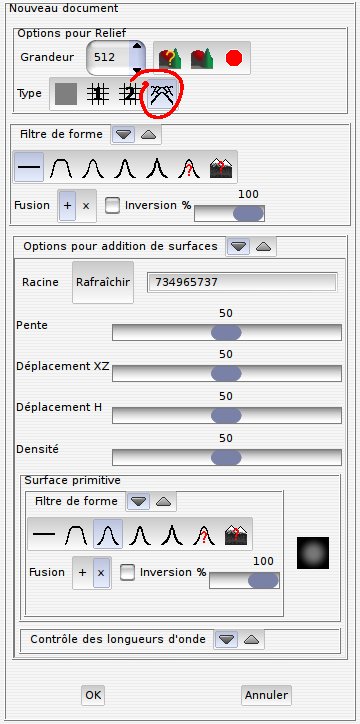 Nouveau document
Options pour Relief
Grandeur 512 ?
Type 1 2
Filtre de forme
?
100
Fusion + x Inversion %
Options pour addition de surfaces
Racine Rafraîchir 734965737
50
Pente
50
Déplacement XZ
50
Déplacement H
50
Densité
Surface primitive
Filtre de forme
?
100
Fusion + x Inversion %
Contrôle des longueurs d'onde
OK Annuler